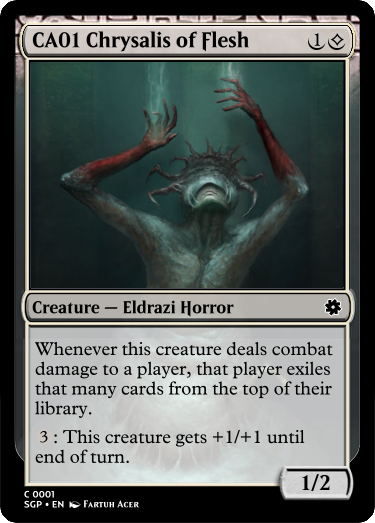 CA01 Chrysalis of Flesh 1
Creature — Eldrazi Horror
Whenever this creature deals combat
damage to a player, that player exiles
that many cards from the top of their
library.
3 : This creature gets +1/+1 until
end of turn.
1/2
C 0001
SGP • EN Fartuh Acer